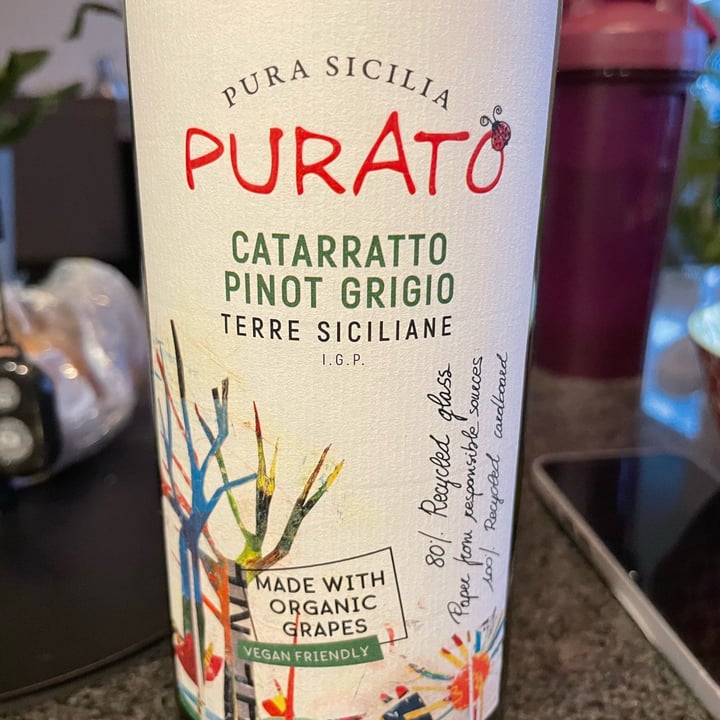 PURA SICILIA
PURATO
CATARRATTO
PINOT GRIGIO
TERRE SICILIANE
I.G.P.
80% Recycled glass
Paper from responsible sources
100% Recycled cardboard
MADE WITH
ORGANIC
GRAPES
VEGAN FRIENDLY